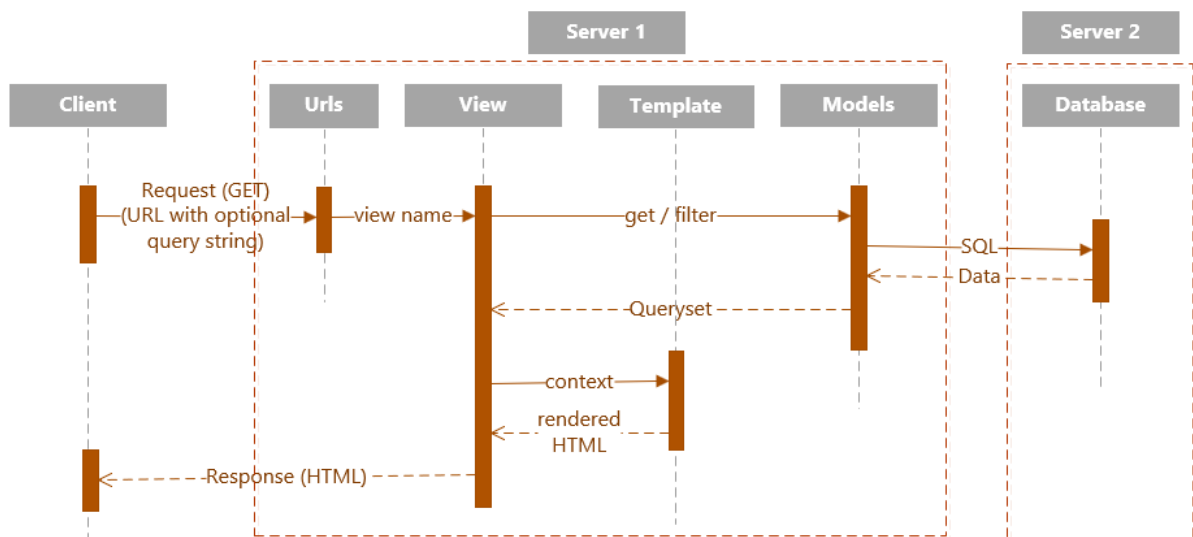 Server 1
Server 2
Client
Urls
View
Template
Models
Database
Request (GET)
(URL with optional
query string)
view name
get / filter
SQL
Data
Queryset
context
rendered
HTML
Response (HTML)